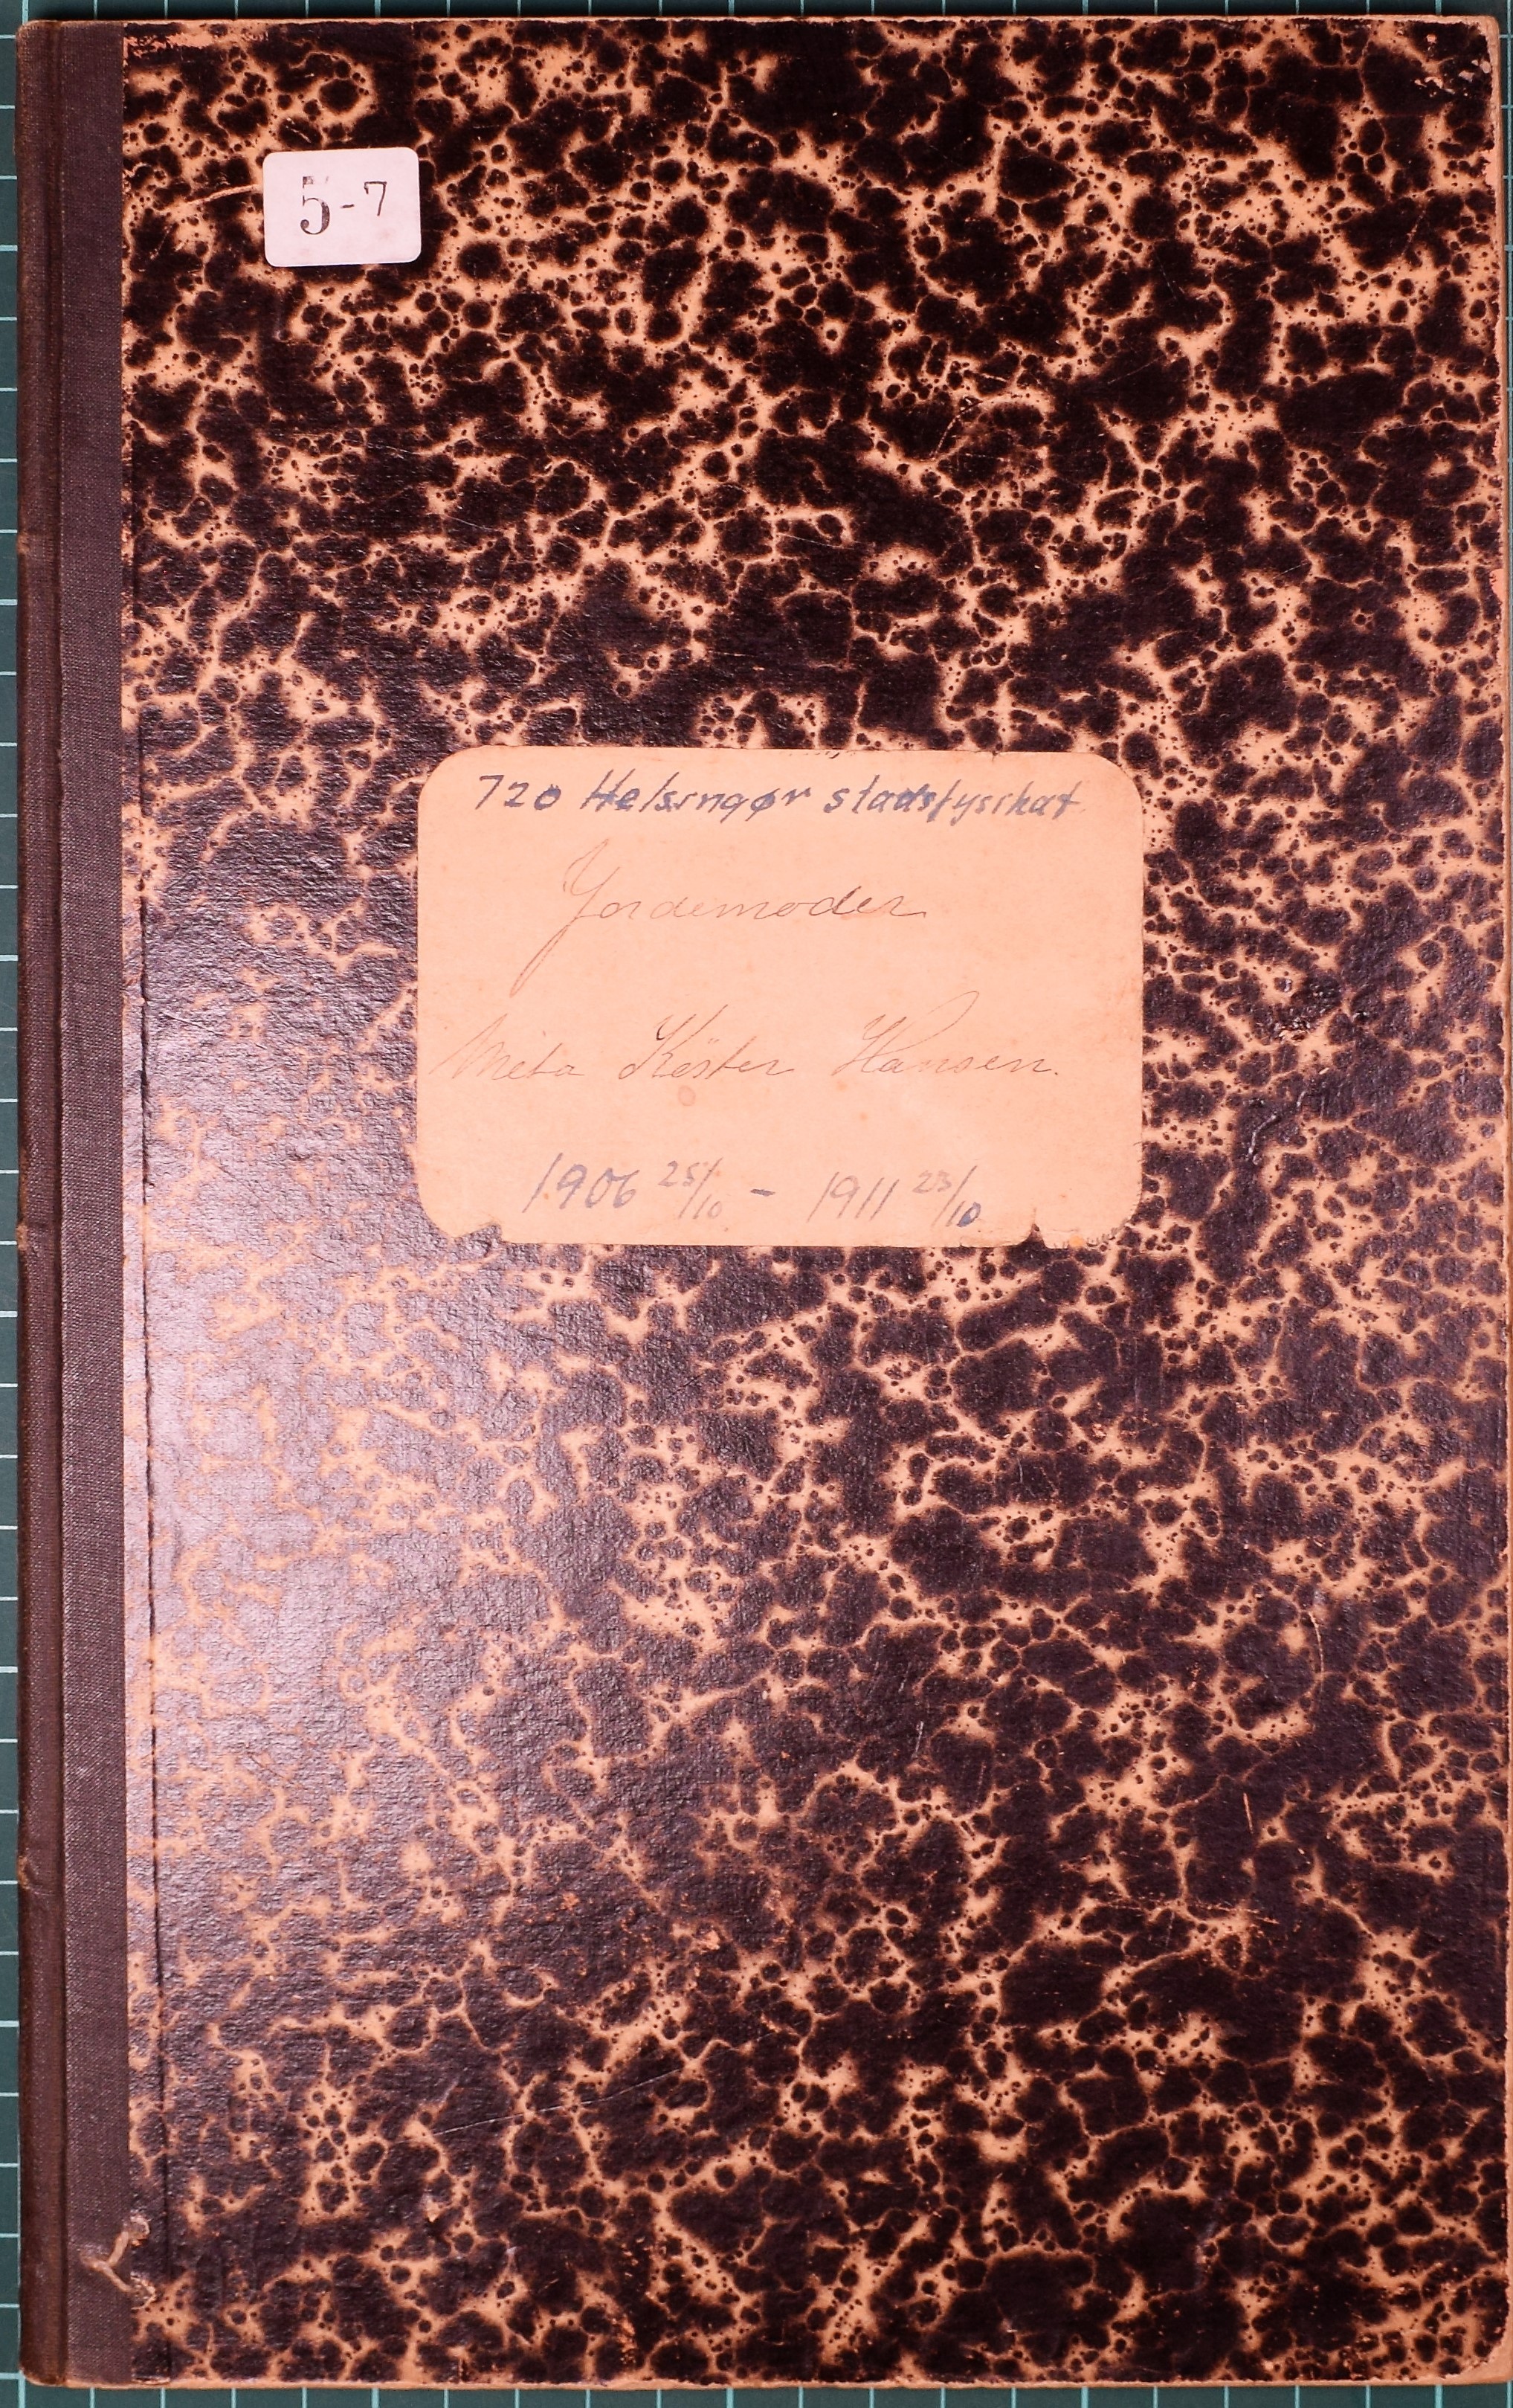 5-7
720 Helsingør stadsfysikat
Jordemoder
Meta Köster Hansen.
1906 25/10 - 1911 23/10